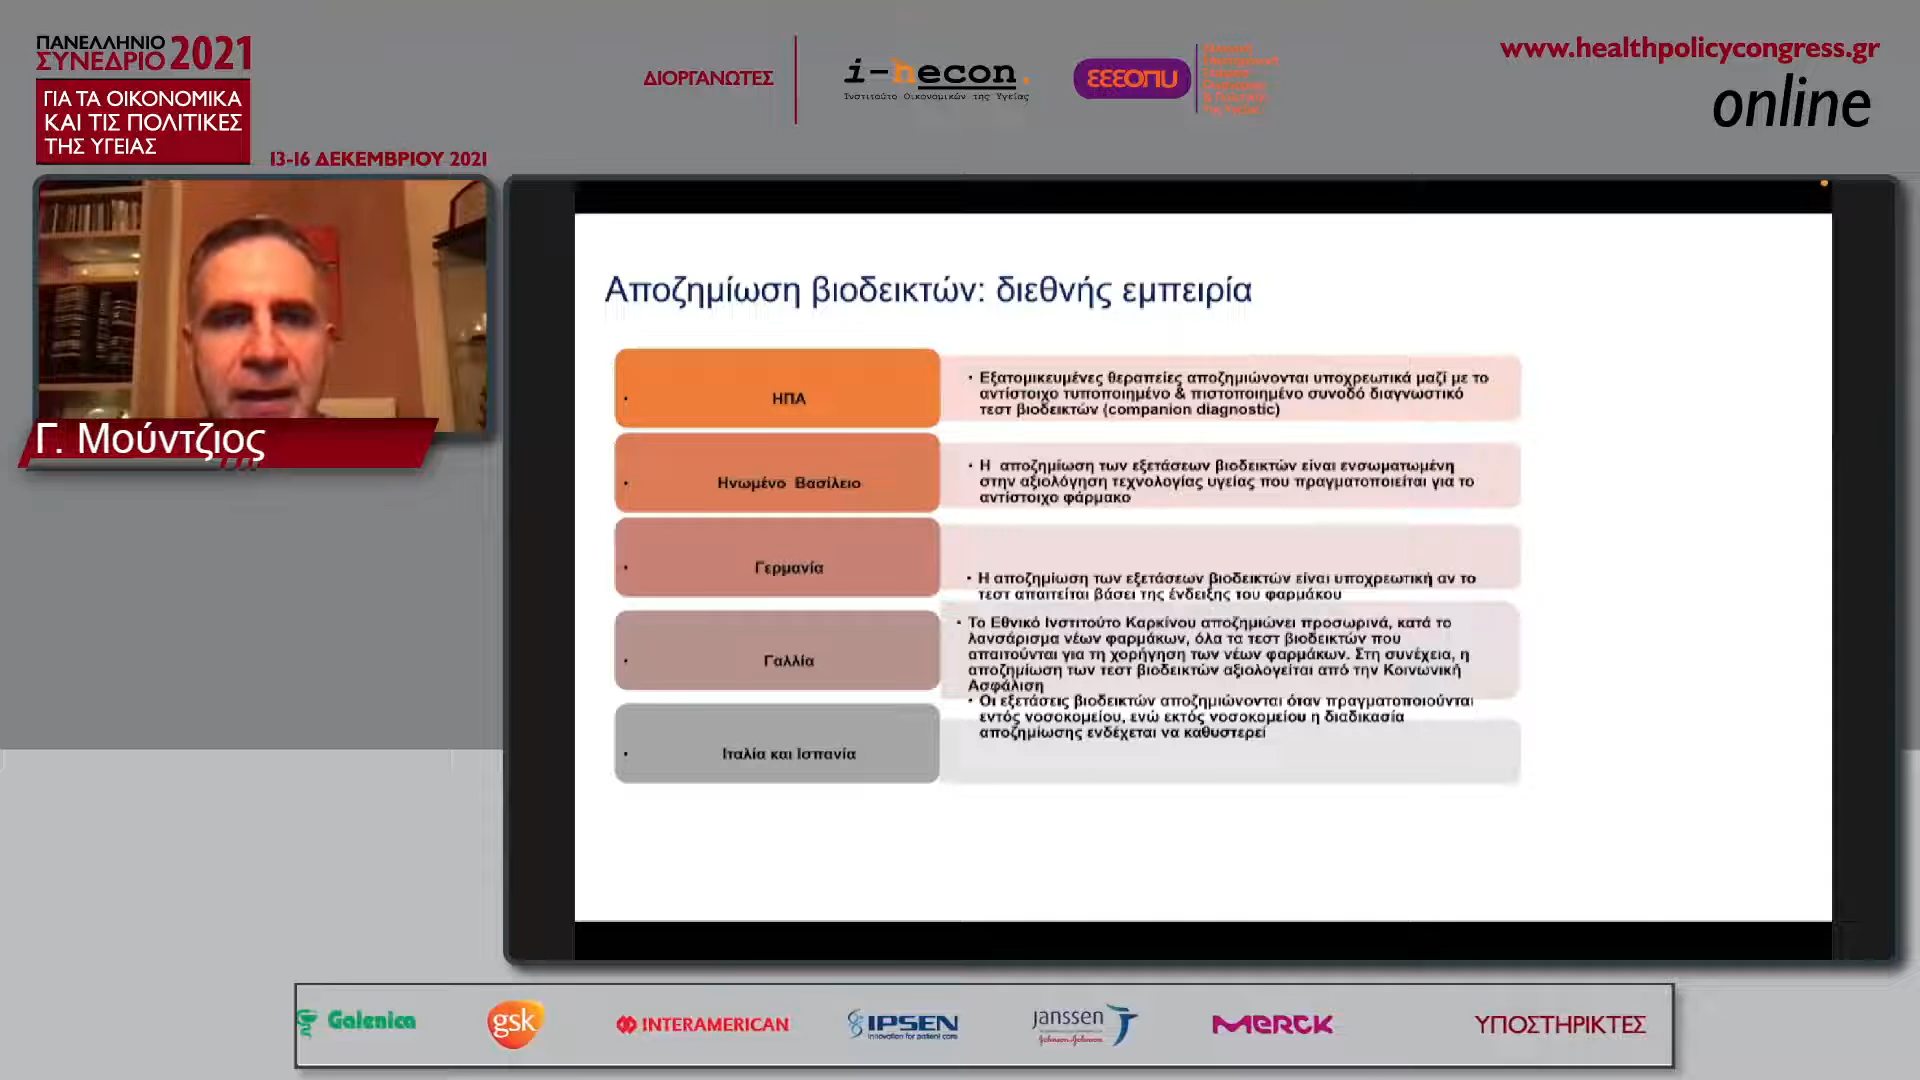 ΠΑΝΕΛΛΗΝΙΟ
ΣΥΝΕΔΡΙΟ 2021
ΓΙΑ ΤΑ ΟΙΚΟΝΟΜΙΚΑ
ΚΑΙ ΤΙΣ ΠΟΛΙΤΙΚΕΣ
ΤΗΣ ΥΓΕΙΑΣ
13-16 ΔΕΚΕΜΒΡΙΟΥ 2021
ΔΙΟΡΓΑΝΩΤΕΣ
i-hecon.
Ινστιτούτο Οικονομικών της Υγείας
ΕΕΕΟΠΥ
www.healthpolicycongress.gr
online
Γ. Μούντζιος
Αποζημίωση βιοδεικτών: διεθνής εμπειρία
• ΗΠΑ
• Εξατομικευμένες θεραπείες αποζημιώνονται υποχρεωτικά μαζί με το
αντίστοιχο τυποποιημένο & πιστοποιημένο συνοδό διαγνωστικό
τεστ βιοδεικτών (companion diagnostic)
• Ηνωμένο Βασίλειο
• Η αποζημίωση των εξετάσεων βιοδεικτών είναι ενσωματωμένη
στην αξιολόγηση τεχνολογίας υγείας που πραγματοποιείται για το
αντίστοιχο φάρμακο
• Γερμανία
• Η αποζημίωση των εξετάσεων βιοδεικτών είναι υποχρεωτική αν το
τεστ απαιτείται βάσει της ένδειξης του φαρμάκου
• Γαλλία
• Το Εθνικό Ινστιτούτο Καρκίνου αποζημιώνει προσωρινά, κατά το
λανσάρισμα νέων φαρμάκων, όλα τα τεστ βιοδεικτών που
απαιτούνται για τη χορήγηση των νέων φαρμάκων. Στη συνέχεια, η
αποζημίωση των τεστ βιοδεικτών αξιολογείται από την Κοινωνική
Ασφάλιση
• Ιταλία και Ισπανία
• Οι εξετάσεις βιοδεικτών αποζημιώνονται όταν πραγματοποιούνται
εντός νοσοκομείου, ενώ εκτός νοσοκομείου η διαδικασία
αποζημίωσης ενδέχεται να καθυστερεί
Galenica
gsk
INTERAMERICAN
IPSEN
Innovation for patient care
janssen
Johnson-Johnson
MERCK
ΥΠΟΣΤΗΡΙΚΤΕΣ